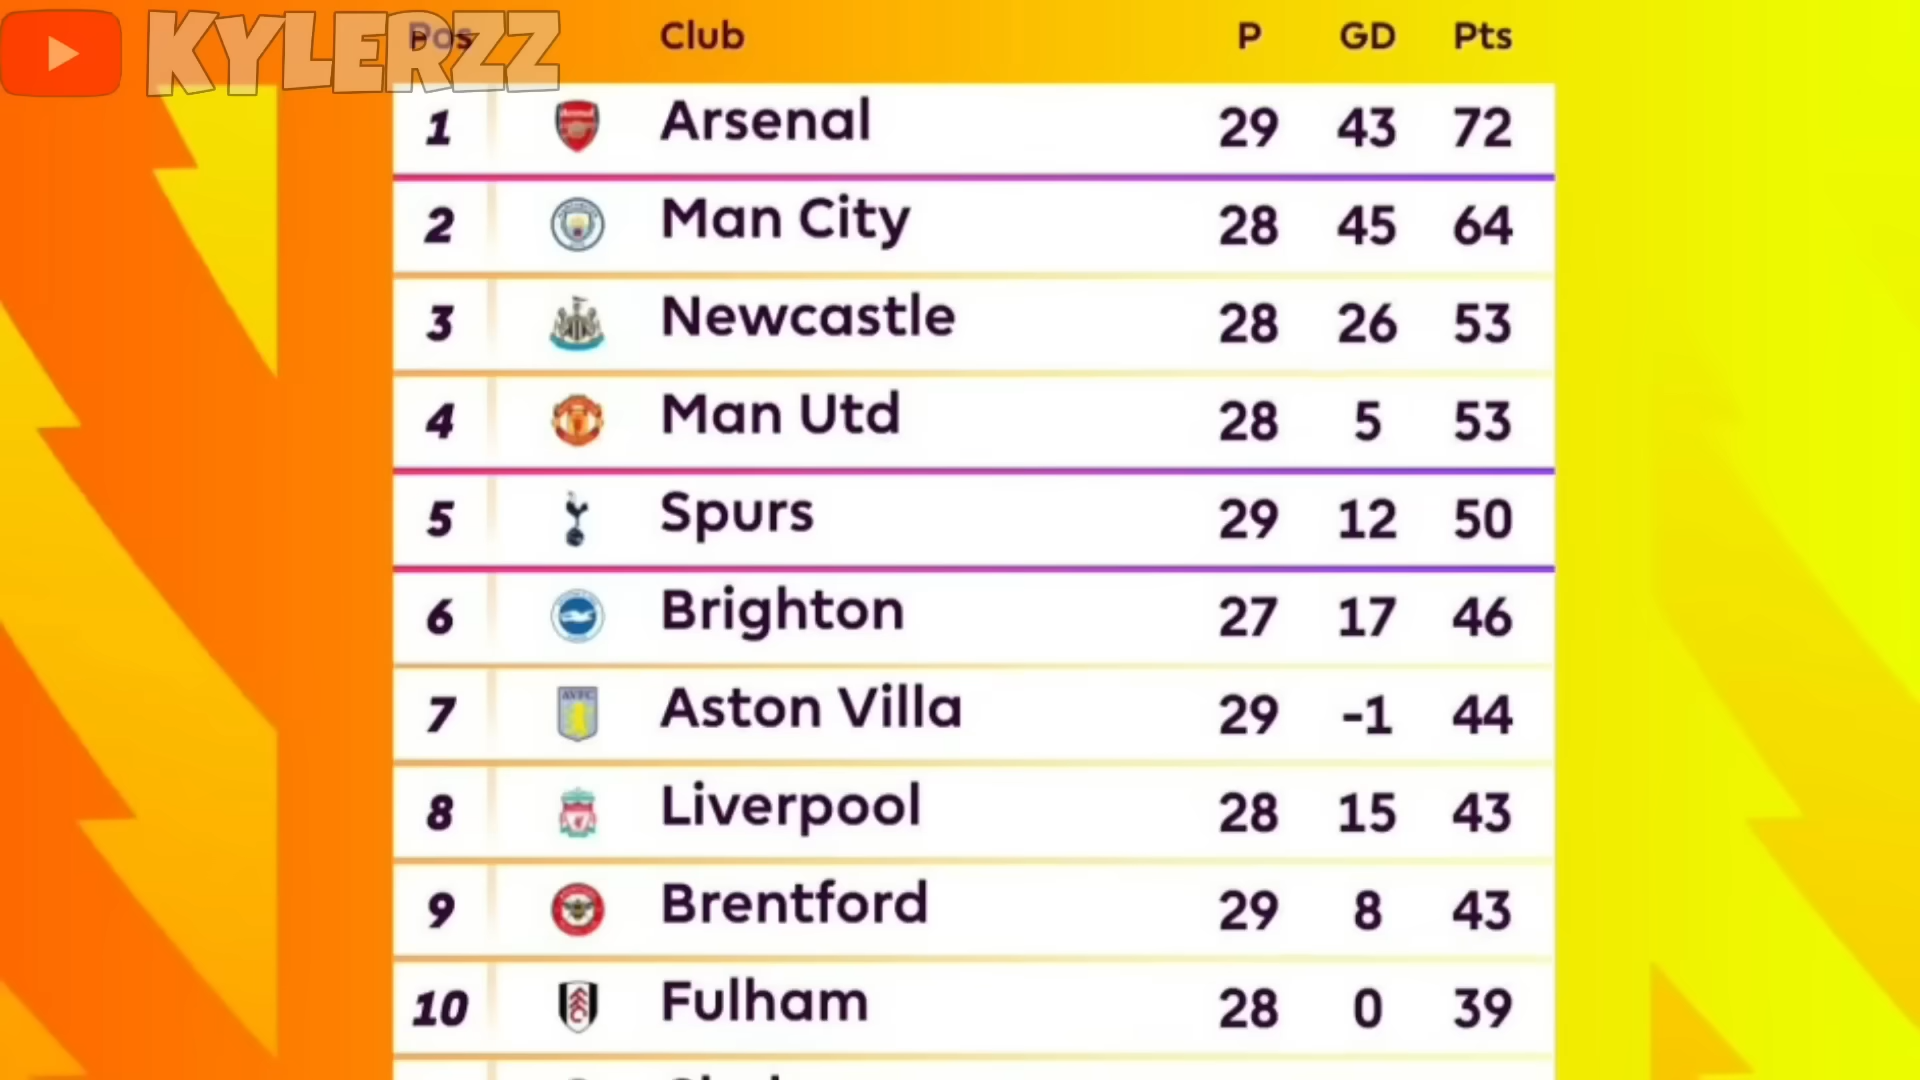 KYLERZZ
Pos Club P GD Pts
1 Arsenal 29 43 72
2 Man City 28 45 64
3 Newcastle 28 26 53
4 Man Utd 28 5 53
5 Spurs 29 12 50
6 Brighton 27 17 46
7 Aston Villa 29 -1 44
8 Liverpool 28 15 43
9 Brentford 29 8 43
10 Fulham 28 0 39